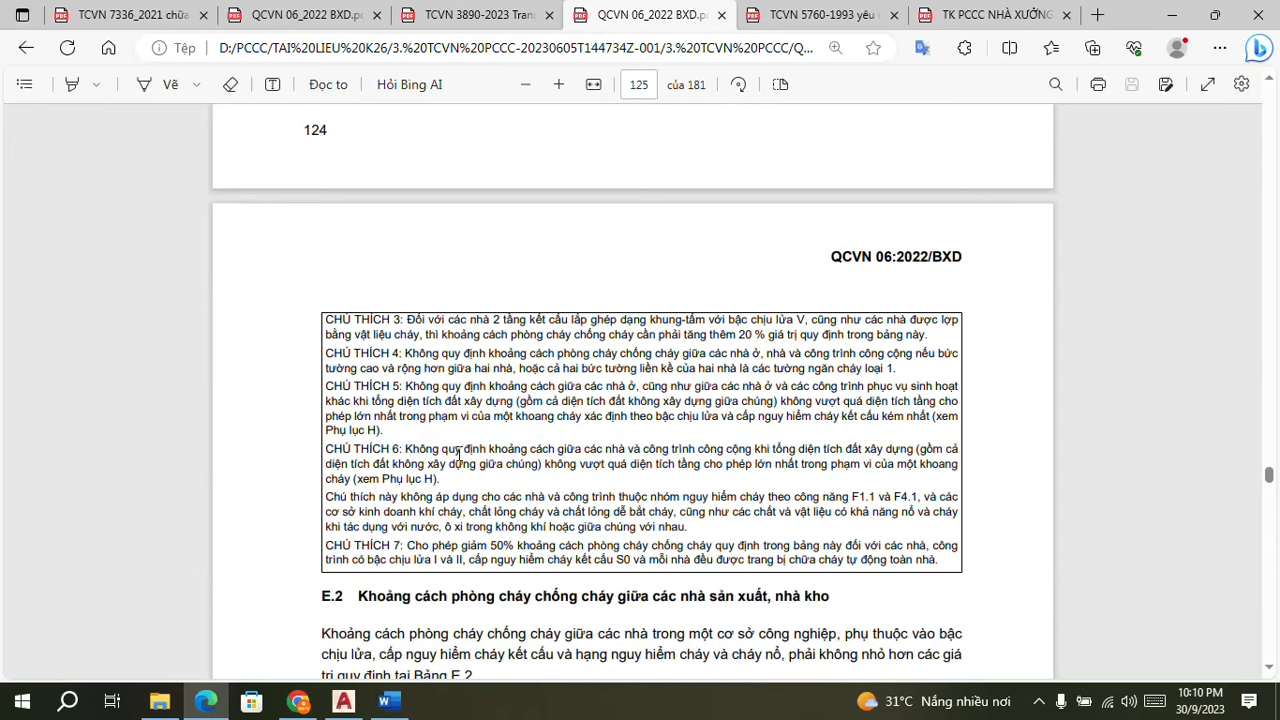 TCVN 7336_2021 chữa
QCVN 06_2022 BXD.pc
TCVN 3890-2023 Tran
QCVN 06_2022 BXD.pc
TCVN 5760-1993 yêu c
TK PCCC NHÀ XƯỞNG
Tệp
D:/PCCC/TAI%20LIEU%20K26/3.%20TCVN%20PCCC-20230605T144734Z-001/3.%20TCVN%20PCCC/Q...
Vẽ
Đọc to
Hỏi Bing AI
125
của 181
124
QCVN 06:2022/BXD
CHÚ THÍCH 3: Đối với các nhà 2 tầng kết cấu lắp ghép dạng khung-tấm với bậc chịu lửa V, cũng như các nhà được lợp
bằng vật liệu cháy, thì khoảng cách phòng cháy chống cháy cần phải tăng thêm 20 % giá trị quy định trong bảng này.
CHÚ THÍCH 4: Không quy định khoảng cách phòng cháy chống cháy giữa các nhà ở, nhà và công trình công cộng nếu bức
tường cao và rộng hơn giữa hai nhà, hoặc cả hai bức tường liền kề của hai nhà là các tường ngăn cháy loại 1.
CHÚ THÍCH 5: Không quy định khoảng cách giữa các nhà ở, cũng như giữa các nhà ở và các công trình phục vụ sinh hoạt
khác khi tổng diện tích đất xây dựng (gồm cả diện tích đất không xây dựng giữa chúng) không vượt quá diện tích tầng cho
phép lớn nhất trong phạm vi của một khoang cháy xác định theo bậc chịu lửa và cấp nguy hiểm cháy kết cấu kém nhất (xem
Phụ lục H).
CHÚ THÍCH 6: Không quy định khoảng cách giữa các nhà và công trình công cộng khi tổng diện tích đất xây dựng (gồm cả
diện tích đất không xây dựng giữa chúng) không vượt quá diện tích tầng cho phép lớn nhất trong phạm vi của một khoang
cháy (xem Phụ lục H).
Chú thích này không áp dụng cho các nhà và công trình thuộc nhóm nguy hiểm cháy theo công năng F1.1 và F4.1, và các
cơ sở kinh doanh khí cháy, chất lỏng cháy và chất lỏng dễ bắt cháy, cũng như các chất và vật liệu có khả năng nổ và cháy
khi tác dụng với nước, ô xi trong không khí hoặc giữa chúng với nhau.
CHÚ THÍCH 7: Cho phép giảm 50% khoảng cách phòng cháy chống cháy quy định trong bảng này đối với các nhà, công
trình có bậc chịu lửa I và II, cấp nguy hiểm cháy kết cấu S0 và mỗi nhà đều được trang bị chữa cháy tự động toàn nhà.
E.2 Khoảng cách phòng cháy chống cháy giữa các nhà sản xuất, nhà kho
Khoảng cách phòng cháy chống cháy giữa các nhà trong một cơ sở công nghiệp, phụ thuộc vào bậc
chịu lửa, cấp nguy hiểm cháy kết cấu và hạng nguy hiểm cháy và cháy nổ, phải không nhỏ hơn các giá
trị quy định tại Bảng E.2
31°C Nắng nhiều nơi
10:10 PM
30/9/2023